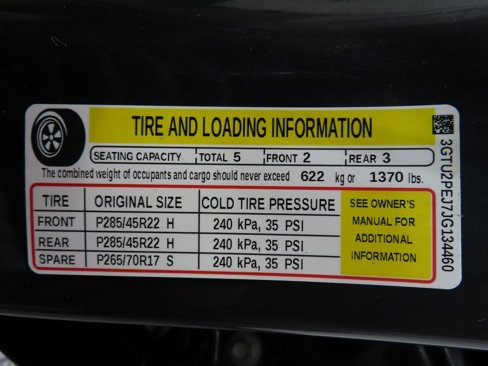 TIRE AND LOADING INFORMATION
SEATING CAPACITY TOTAL 5 FRONT 2 REAR 3
The combined weight of occupants and cargo should never exceed 622 kg or 1370 lbs.
TIRE ORIGINAL SIZE COLD TIRE PRESSURE
FRONT P285/45R22 H 240 kPa, 35 PSI
REAR P285/45R22 H 240 kPa, 35 PSI
SPARE P265/70R17 S 240 kPa, 35 PSI
SEE OWNER'S
MANUAL FOR
ADDITIONAL
INFORMATION
3GTU2PEJ7JG134460